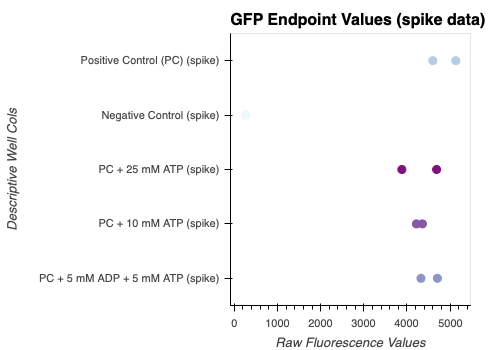 GFP Endpoint Values (spike data)
Descriptive Well Cols
Positive Control (PC) (spike)
Negative Control (spike)
PC + 25 mM ATP (spike)
PC + 10 mM ATP (spike)
PC + 5 mM ADP + 5 mM ATP (spike)
0 1000 2000 3000 4000 5000
Raw Fluorescence Values